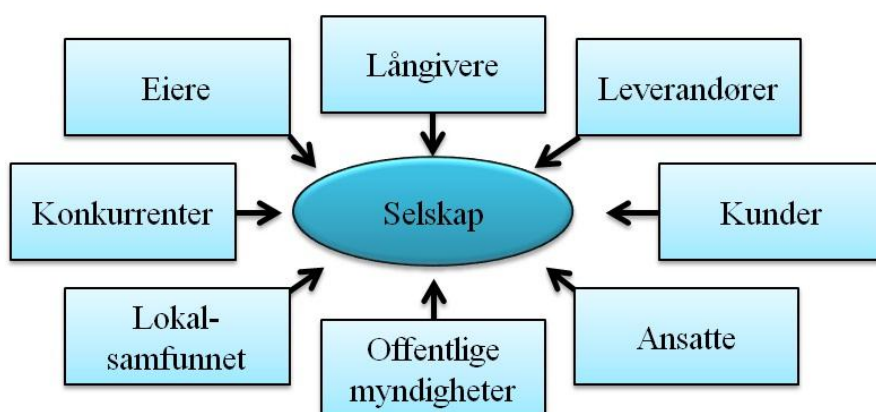 Långivere
Eiere
Leverandører
Konkurrenter
Selskap
Kunder
Lokal-
samfunnet
Offentlige
myndigheter
Ansatte